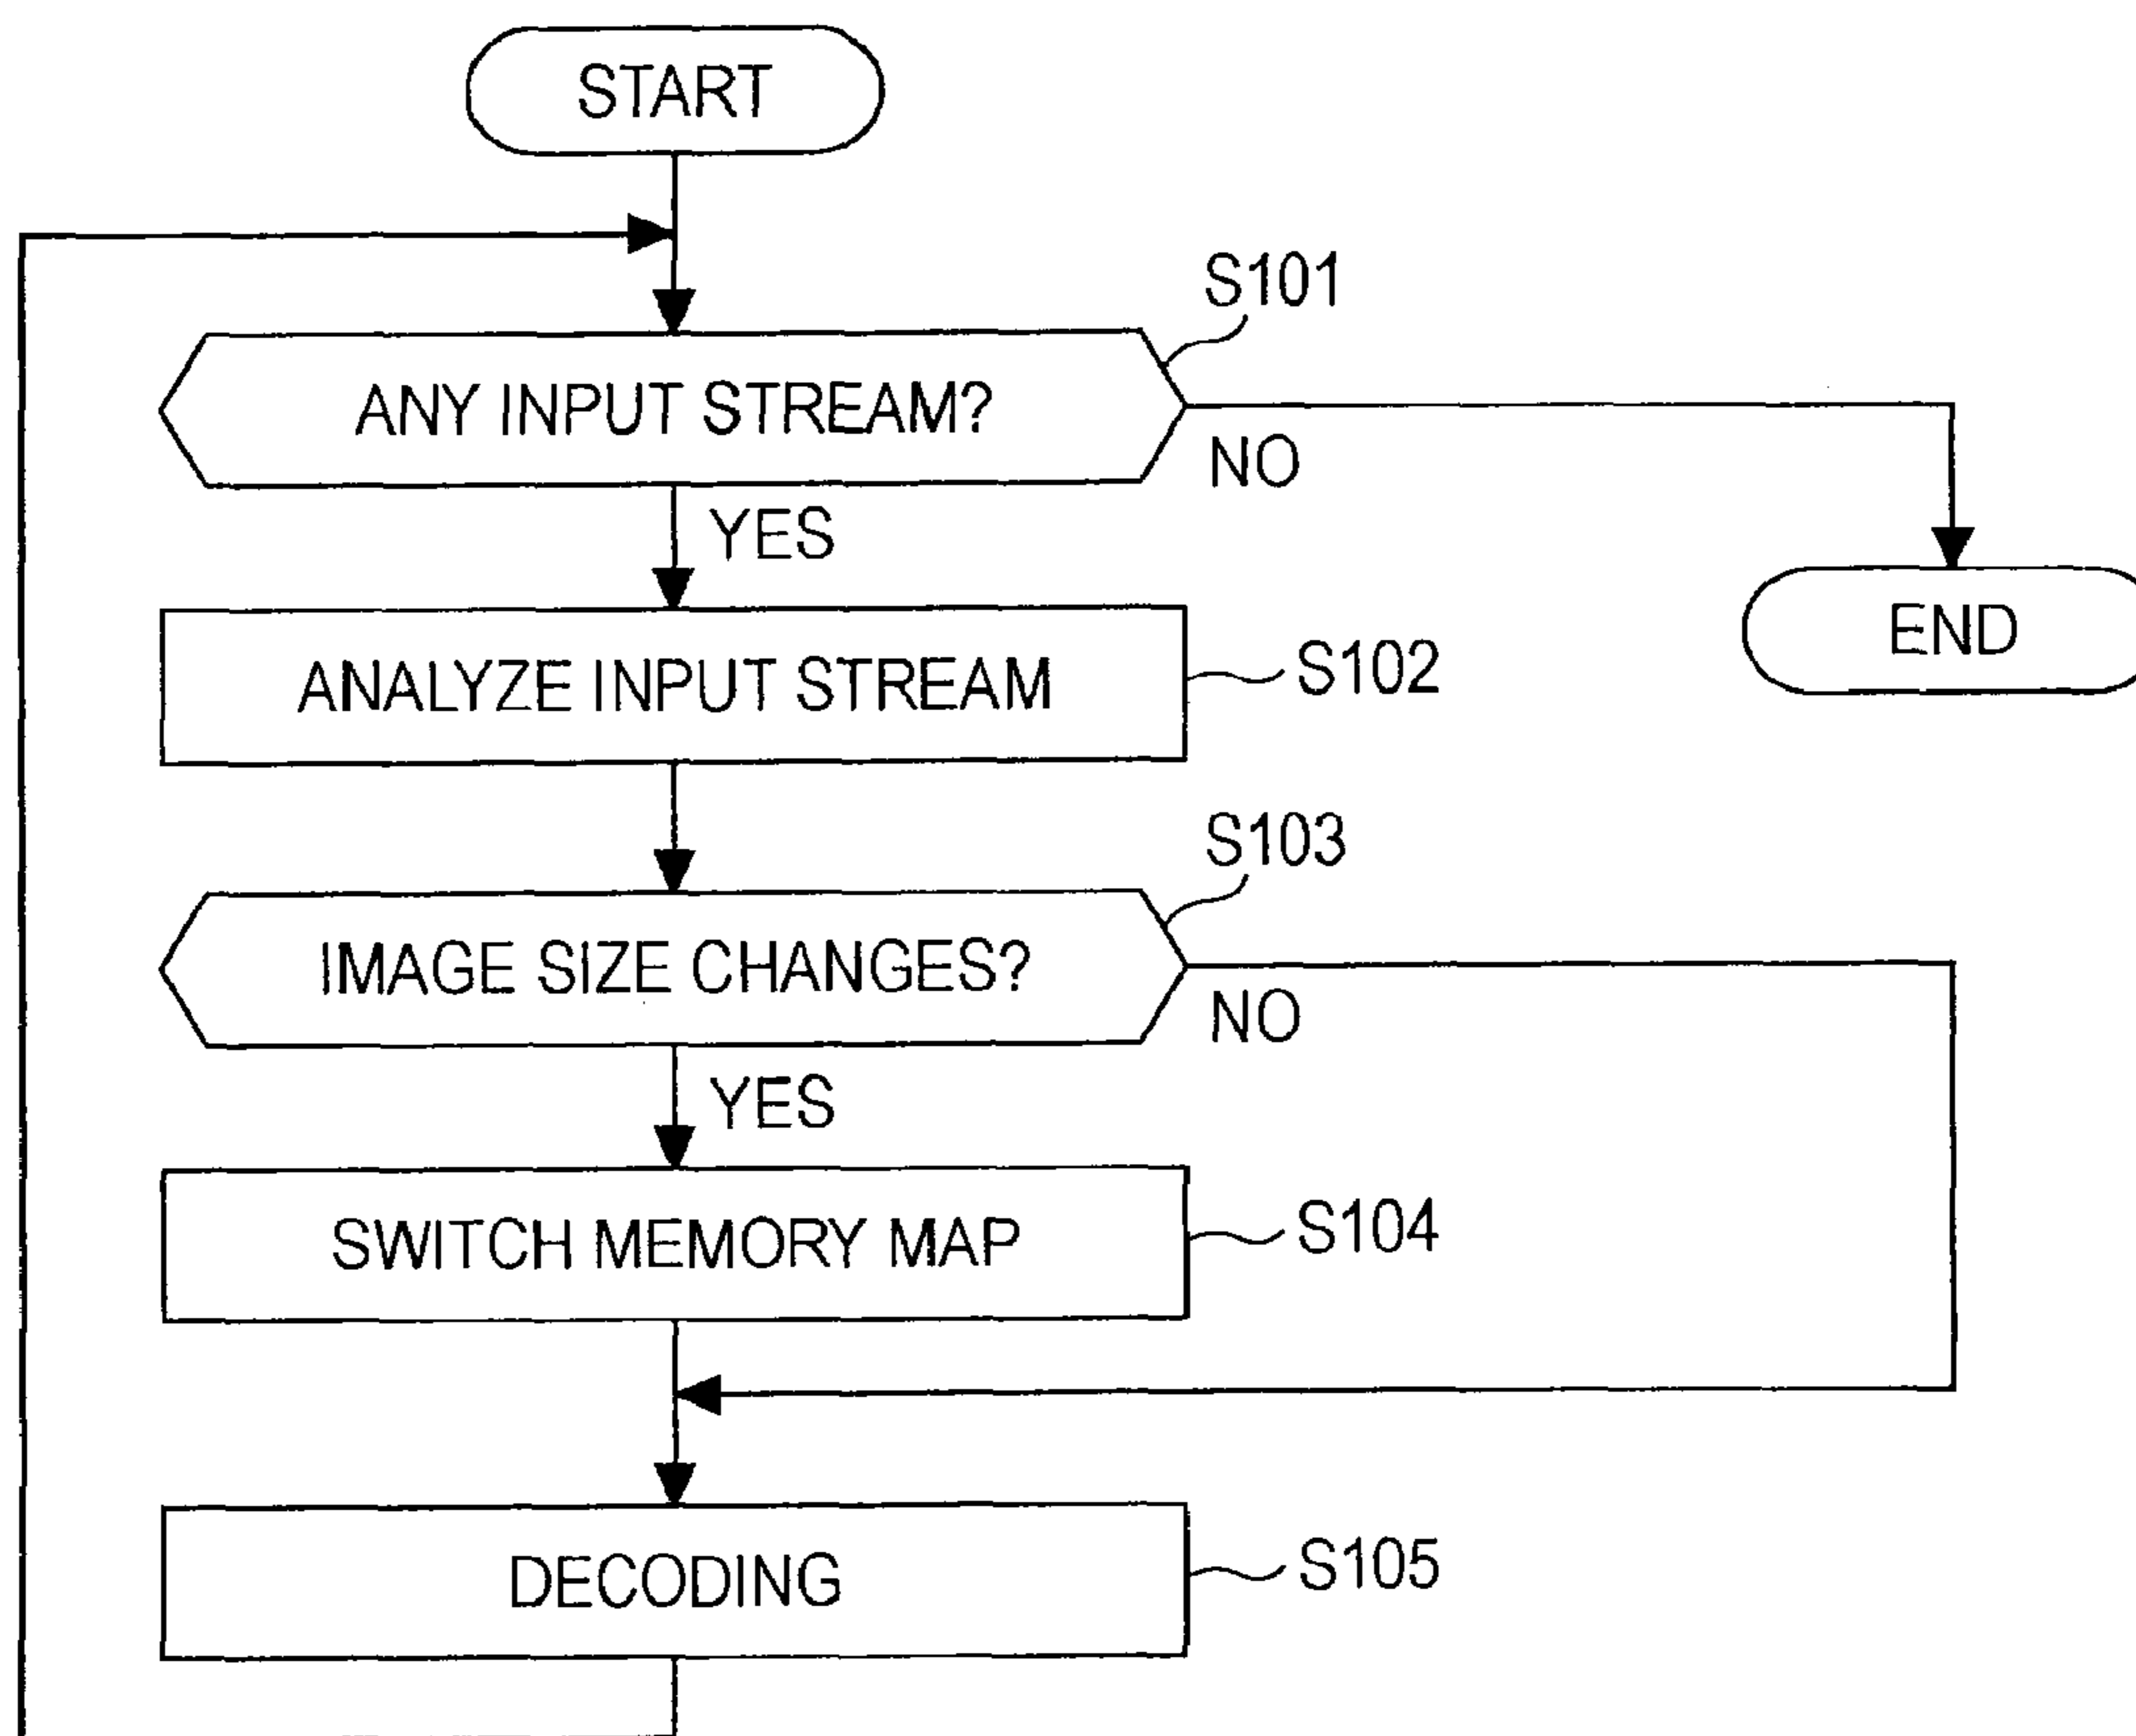 START
S101
ANY INPUT STREAM?
NO
YES
END
ANALYZE INPUT STREAM
S102
S103
IMAGE SIZE CHANGES?
NO
YES
SWITCH MEMORY MAP
S104
DECODING
S105